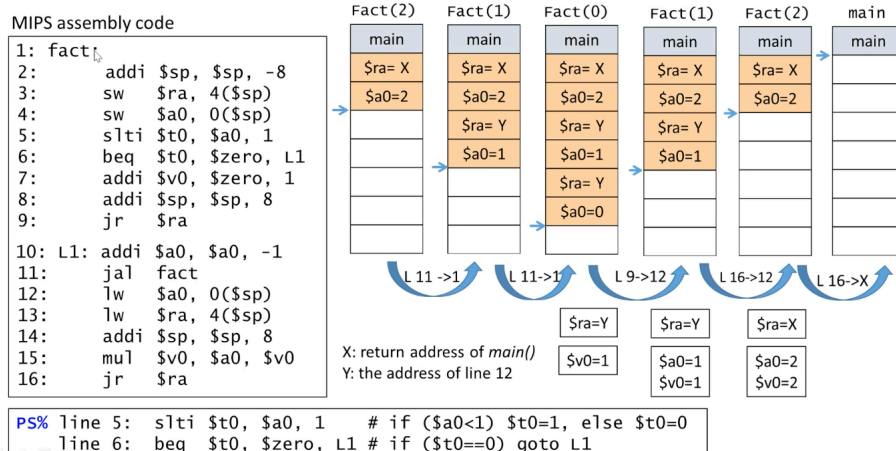 MIPS assembly code
1: fact:
2: addi $sp, $sp, -8
3: sw $ra, 4($sp)
4: sw $a0, 0($sp)
5: slti $t0, $a0, 1
6: beq $t0, $zero, L1
7: addi $v0, $zero, 1
8: addi $sp, $sp, 8
9: jr $ra
10: L1: addi $a0, $a0, -1
11: jal fact
12: lw $a0, 0($sp)
13: lw $ra, 4($sp)
14: addi $sp, $sp, 8
15: mul $v0, $a0, $v0
16: jr $ra
Fact(2) Fact(1) Fact(0) Fact(1) Fact(2) main
main main main main main main
$ra= X $ra= X $ra= X $ra= X $ra= X
$a0=2 $a0=2 $a0=2 $a0=2 $a0=2
$ra= Y $ra= Y $ra= Y
$a0=1 $a0=1 $a0=1
$ra= Y
$a0=0
L 11 ->1 L 11->1 L 9->12 L 16->12 L 16->X
$ra=Y $ra=Y $ra=X
$v0=1 $a0=1 $a0=2
$v0=1 $v0=2
X: return address of main()
Y: the address of line 12
PS% line 5: slti $t0, $a0, 1 # if ($a0<1) $t0=1, else $t0=0
line 6: beq $t0, $zero, L1 # if ($t0==0) goto L1